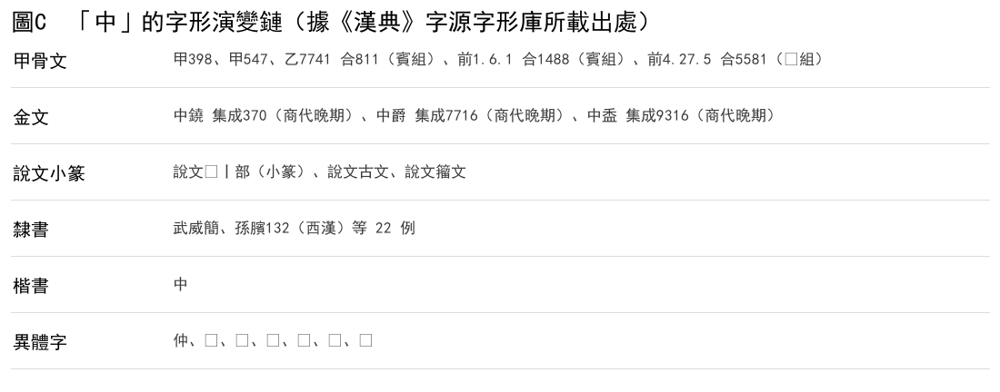 圖C　「中」的字形演變鏈（據《漢典》字源字形庫所載出處）
甲骨文 甲398、甲547、乙7741 合811（賓組）、前1.6.1 合1488（賓組）、前4.27.5 合5581（□組）
金文 中鐃 集成370（商代晚期）、中爵 集成7716（商代晚期）、中盉 集成9316（商代晚期）
說文小篆 說文□丨部（小篆）、說文古文、說文籀文
隸書 武威簡、孫臏132（西漢）等 22 例
楷書 中
異體字 仲、□、□、□、□、□、□